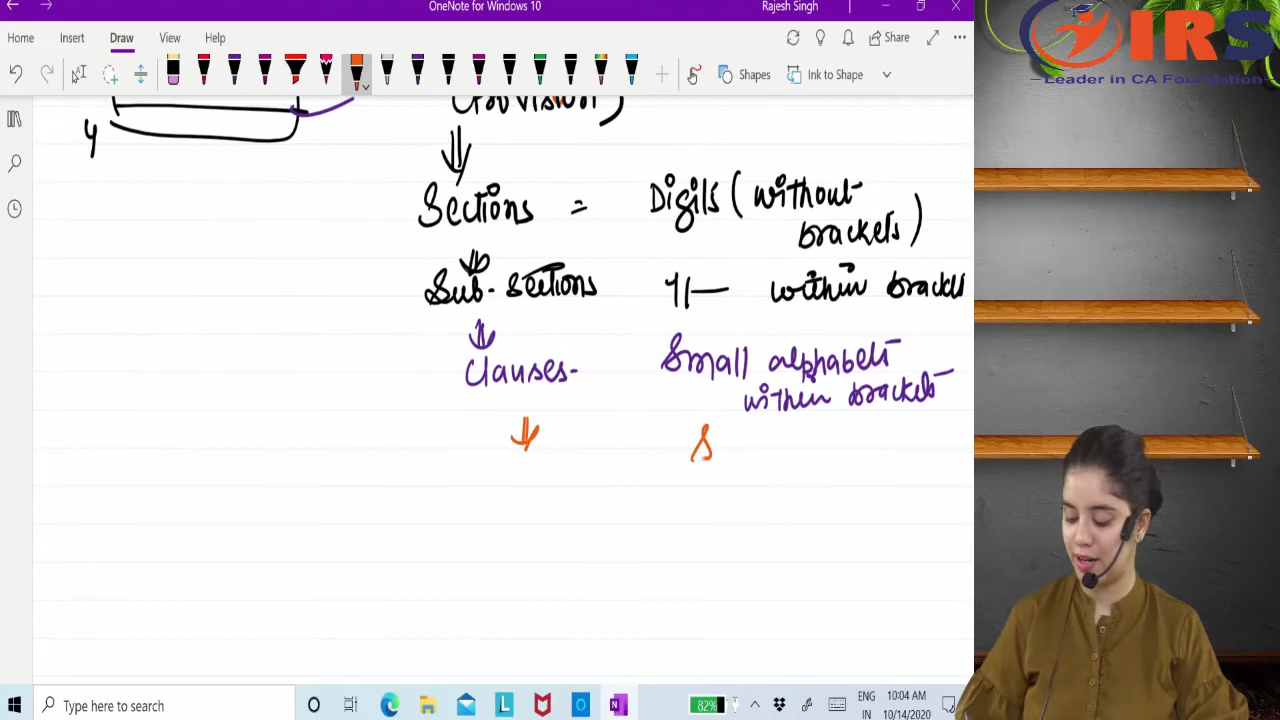 OneNote for Windows 10
Rajesh Singh
Home Insert Draw View Help
Share
Shapes
Ink to Shape
IRS
Leader in CA Foundation
4
Sections = Digits (without
brackets)
Sub-Sections
within
Clauses-
Small alphabets
within brackets
S
Type here to search
82%
ENG
IN
10:04 AM
10/14/2020